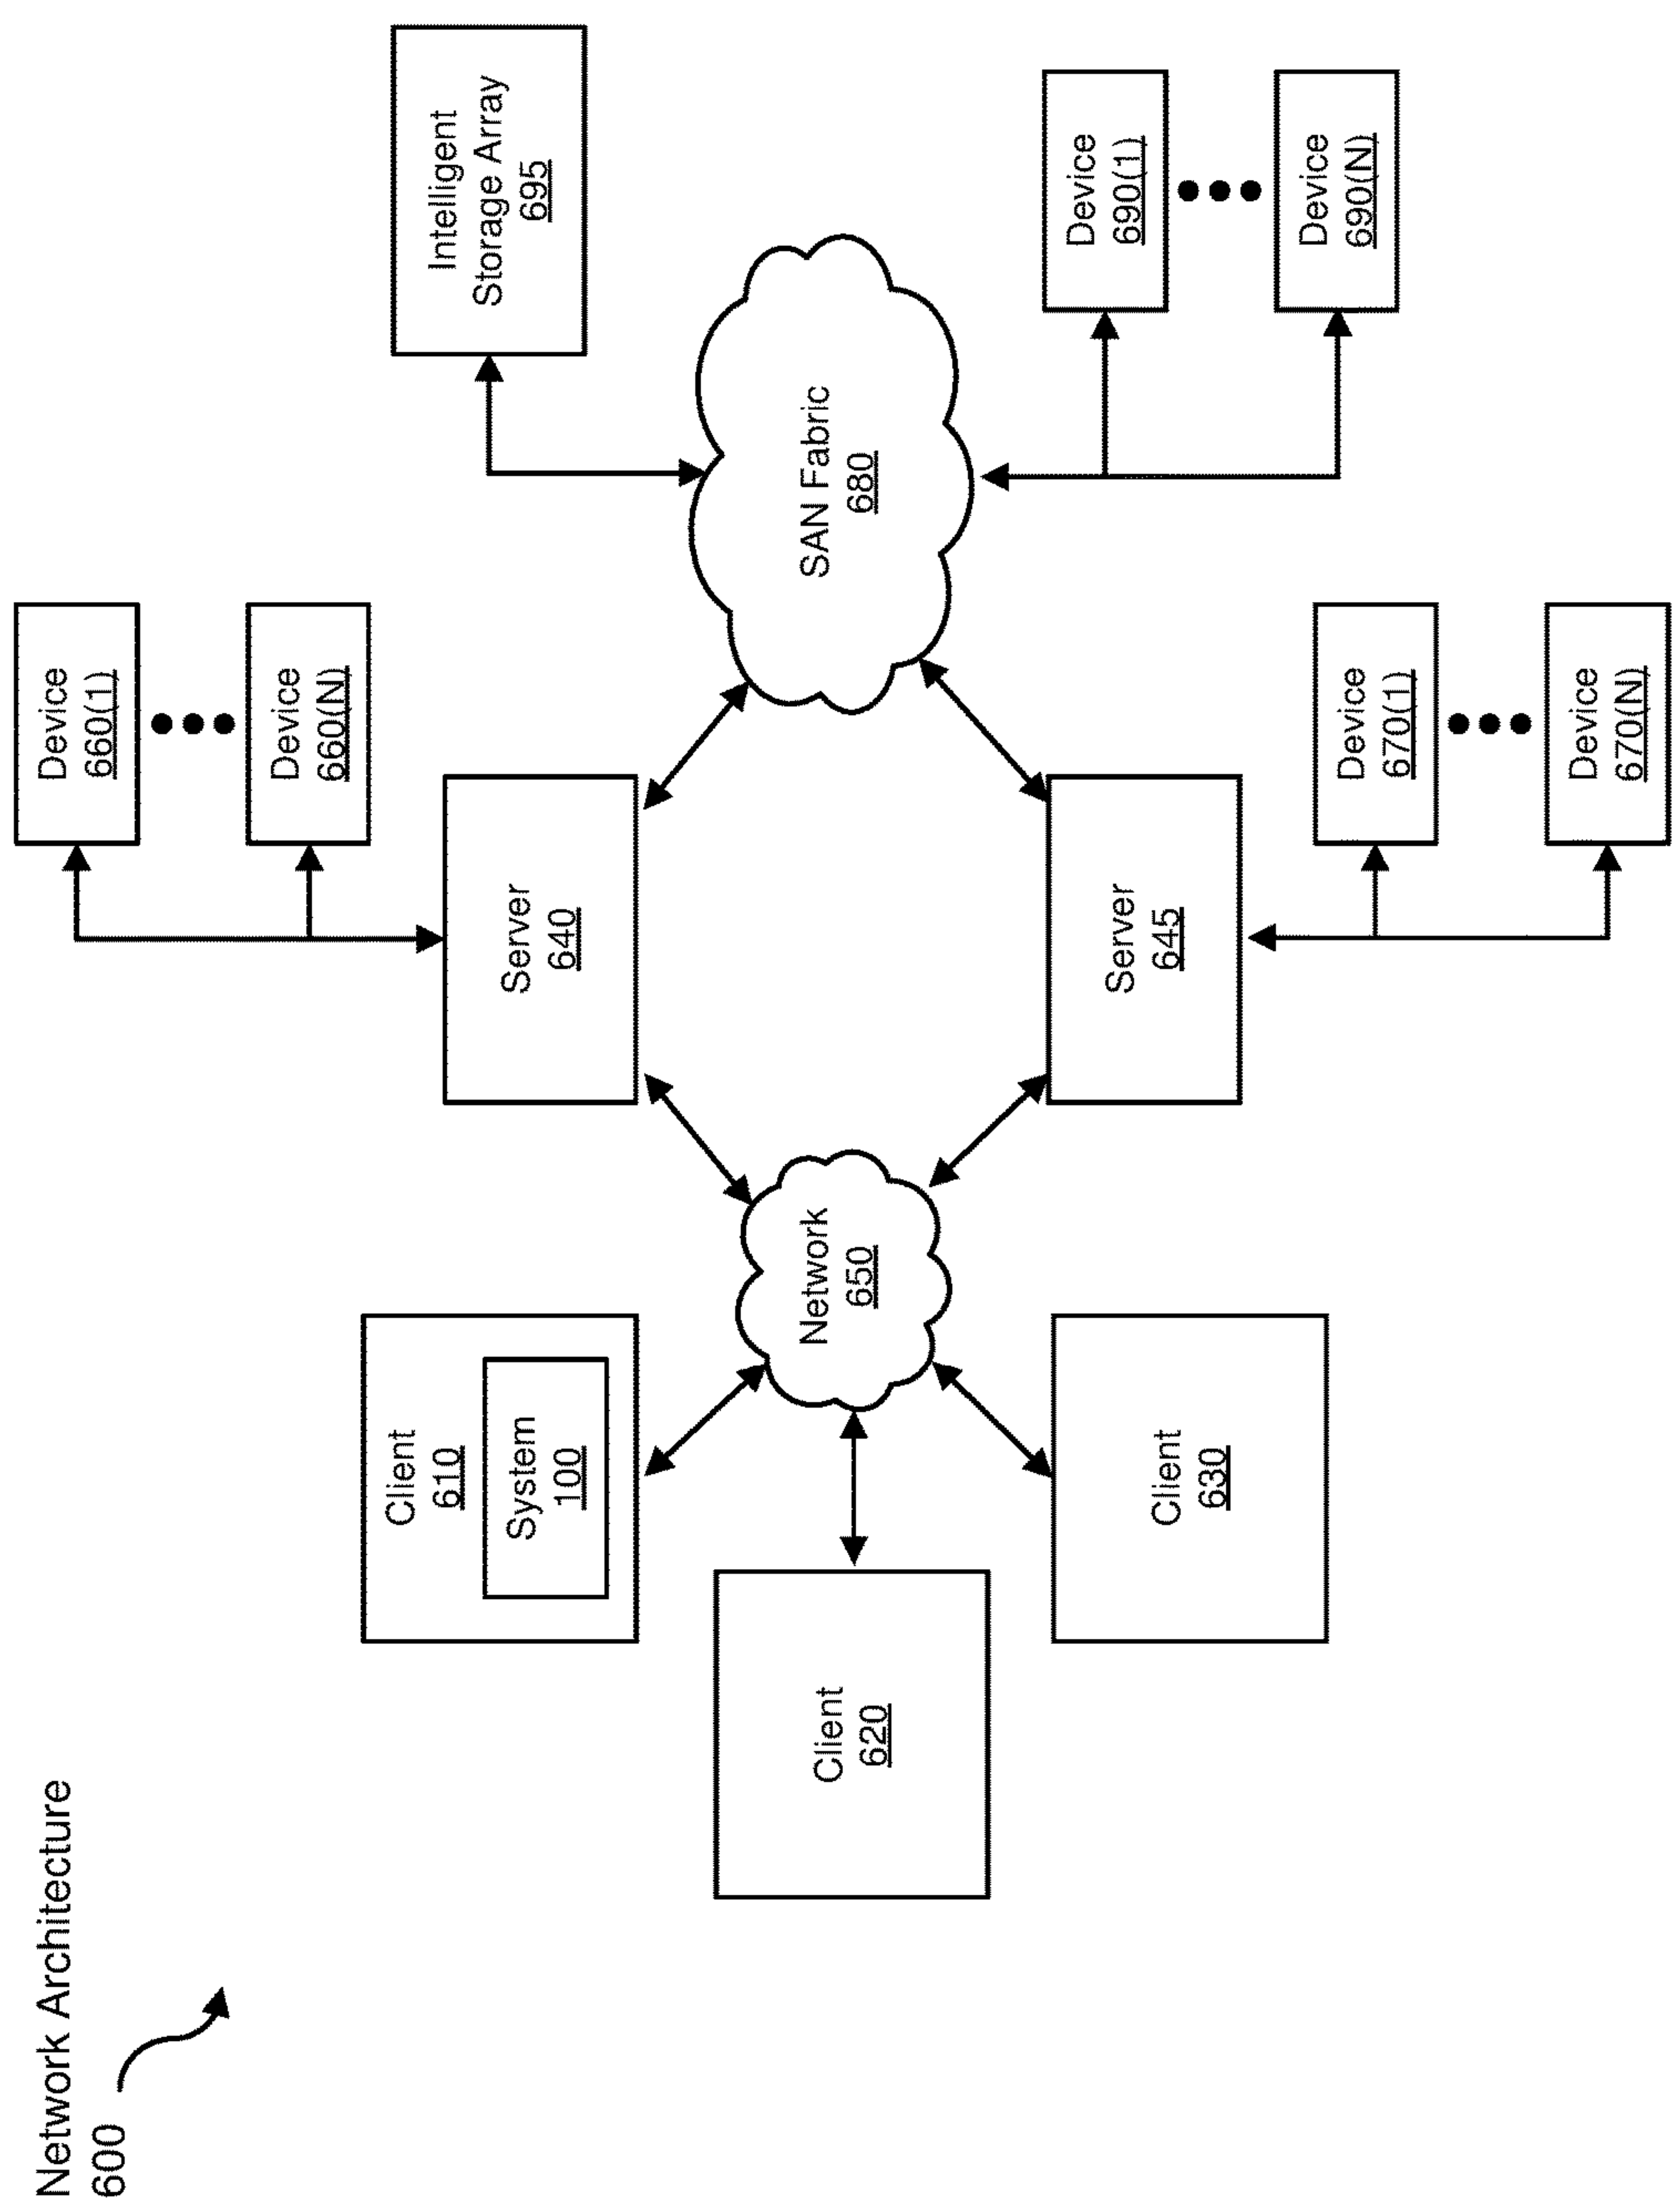 Network Architecture
600
Device
660(1)
Device
660(N)
Intelligent
Storage Array
695
Client
610
System
100
Server
640
Client
620
Network
650
SAN Fabric
680
Client
630
Server
645
Device
690(1)
Device
690(N)
Device
670(1)
Device
670(N)